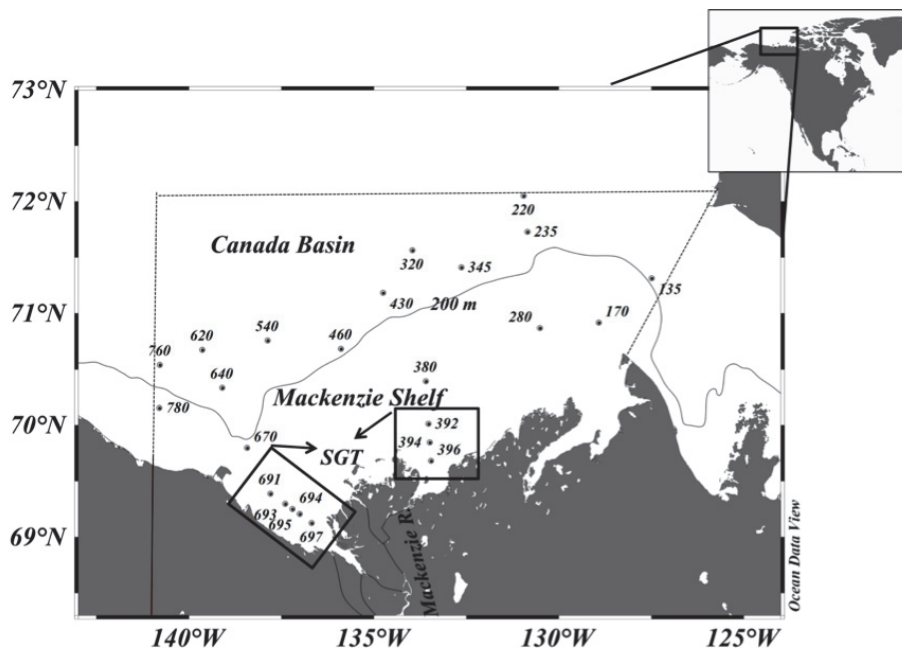 73°N
72°N
71°N
70°N
69°N
140°W
135°W
130°W
125°W
Canada Basin
220
235
320
345
430
200 m
135
170
280
540
620
460
760
640
380
780
Mackenzie Shelf
670
SGT
392
394
396
691
694
693
695
697
Mackenzie R.
Ocean Data View